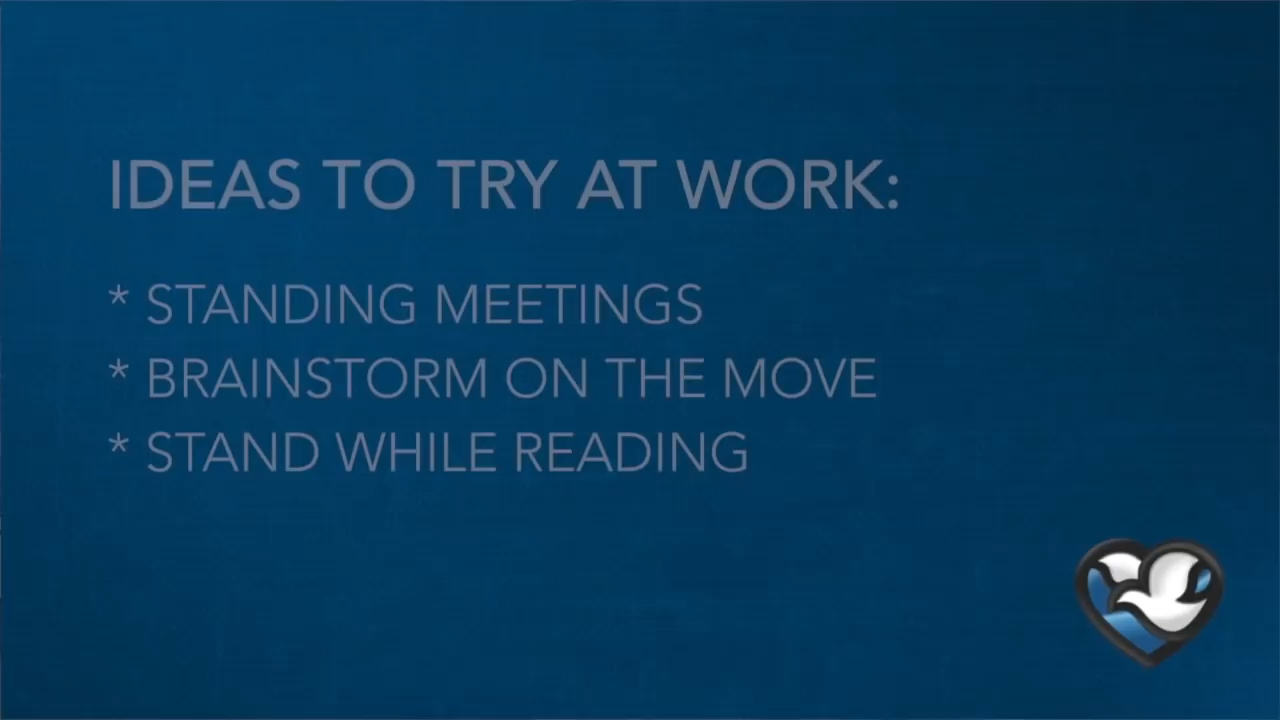 IDEAS TO TRY AT WORK:
* STANDING MEETINGS
* BRAINSTORM ON THE MOVE
* STAND WHILE READING